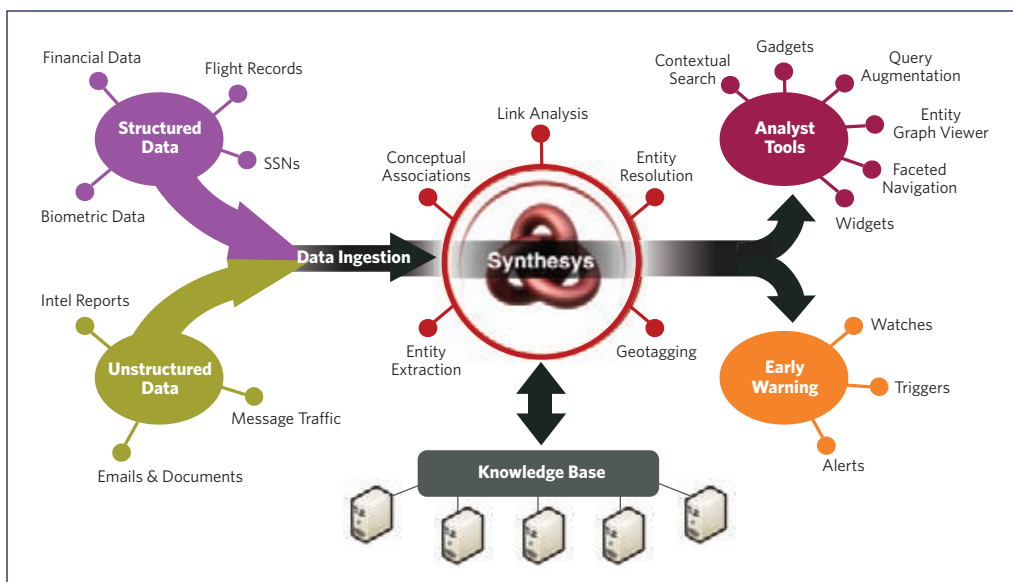 Financial Data
Flight Records
Structured
Data
SSNs
Biometric Data
Intel Reports
Unstructured
Data
Message Traffic
Emails & Documents
Data Ingestion
Link Analysis
Conceptual
Associations
Entity
Resolution
Synthesys
Entity
Extraction
Geotagging
Knowledge Base
Gadgets
Contextual
Search
Query
Augmentation
Analyst
Tools
Entity
Graph Viewer
Faceted
Navigation
Widgets
Watches
Early
Warning
Triggers
Alerts